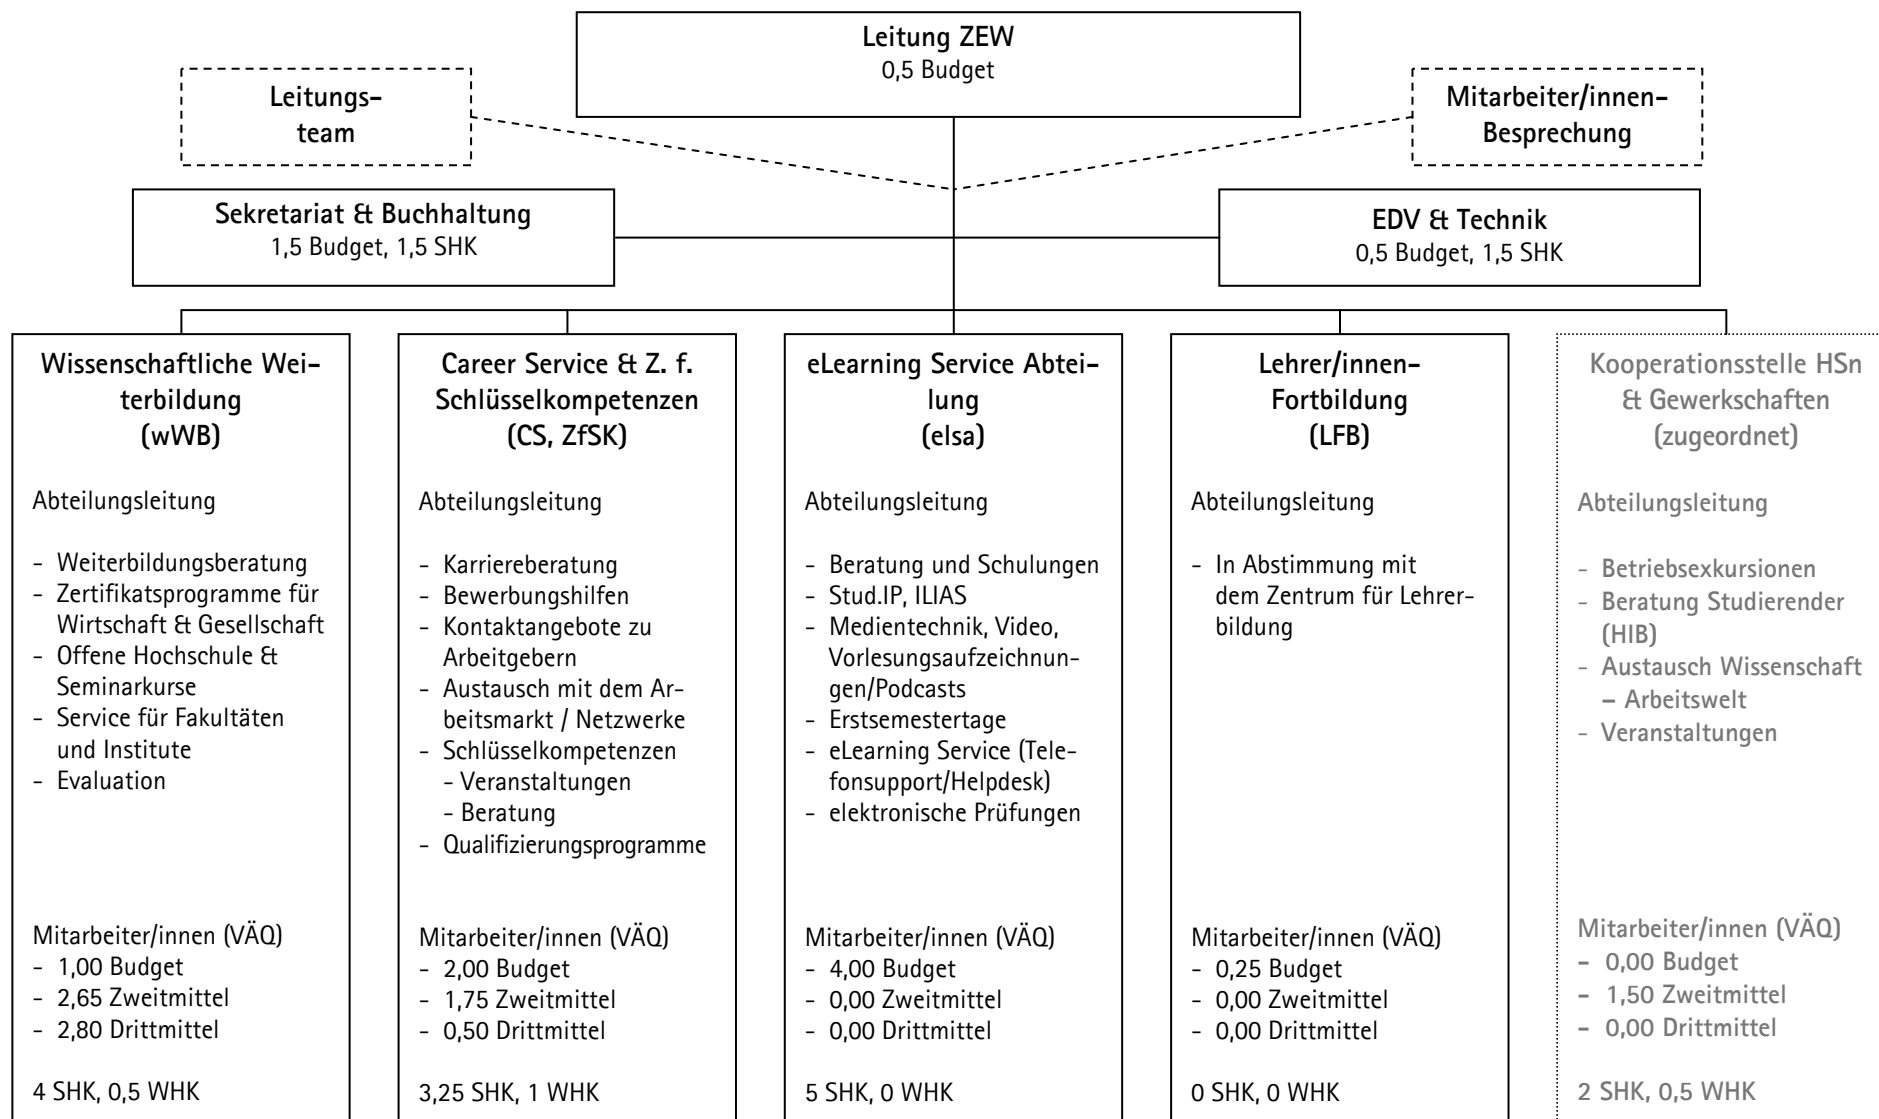 Leitung ZEW
0,5 Budget
Leitungs-
team
Mitarbeiter/innen-
Besprechung
Sekretariat & Buchhaltung
1,5 Budget, 1,5 SHK
EDV & Technik
0,5 Budget, 1,5 SHK
Wissenschaftliche Wei-
terbildung
(wWB)
Abteilungsleitung
- Weiterbildungsberatung
- Zertifikatsprogramme für
Wirtschaft & Gesellschaft
- Offene Hochschule &
Seminarkurse
- Service für Fakultäten
und Institute
- Evaluation
Mitarbeiter/innen (VÄQ)
- 1,00 Budget
- 2,65 Zweitmittel
- 2,80 Drittmittel
4 SHK, 0,5 WHK
Career Service & Z. f.
Schlüsselkompetenzen
(CS, ZfSK)
Abteilungsleitung
- Karriereberatung
- Bewerbungshilfen
- Kontaktangebote zu
Arbeitgebern
- Austausch mit dem Ar-
beitsmarkt / Netzwerke
- Schlüsselkompetenzen
- Veranstaltungen
- Beratung
- Qualifizierungsprogramme
Mitarbeiter/innen (VÄQ)
- 2,00 Budget
- 1,75 Zweitmittel
- 0,50 Drittmittel
3,25 SHK, 1 WHK
eLearning Service Abtei-
lung
(elsa)
Abteilungsleitung
- Beratung und Schulungen
- Stud.IP, ILIAS
- Medientechnik, Video,
Vorlesungsaufzeichnun-
gen/Podcasts
- Erstsemestertage
- eLearning Service (Tele-
fonsupport/Helpdesk)
- elektronische Prüfungen
Mitarbeiter/innen (VÄQ)
- 4,00 Budget
- 0,00 Zweitmittel
- 0,00 Drittmittel
5 SHK, 0 WHK
Lehrer/innen-
Fortbildung
(LFB)
Abteilungsleitung
- In Abstimmung mit
dem Zentrum für Lehrer-
bildung
Mitarbeiter/innen (VÄQ)
- 0,25 Budget
- 0,00 Zweitmittel
- 0,00 Drittmittel
0 SHK, 0 WHK
Kooperationsstelle HSn
& Gewerkschaften
(zugeordnet)
Abteilungsleitung
- Betriebsexkursionen
- Beratung Studierender
(HIB)
- Austausch Wissenschaft
– Arbeitswelt
- Veranstaltungen
Mitarbeiter/innen (VÄQ)
- 0,00 Budget
- 1,50 Zweitmittel
- 0,00 Drittmittel
2 SHK, 0,5 WHK